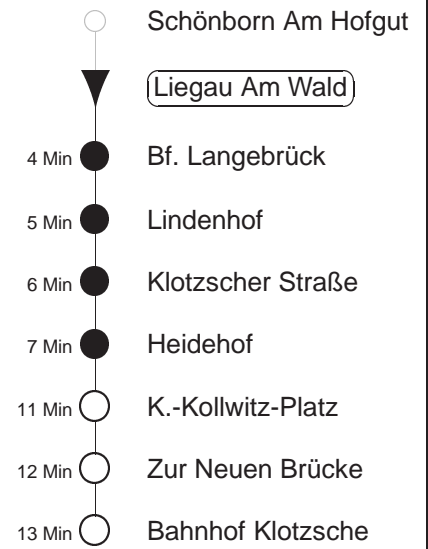 Schönborn Am Hofgut
Liegau Am Wald
4 Min Bf. Langebrück
5 Min Lindenhof
6 Min Klotzscher Straße
7 Min Heidehof
11 Min K.-Kollwitz-Platz
12 Min Zur Neuen Brücke
13 Min Bahnhof Klotzsche